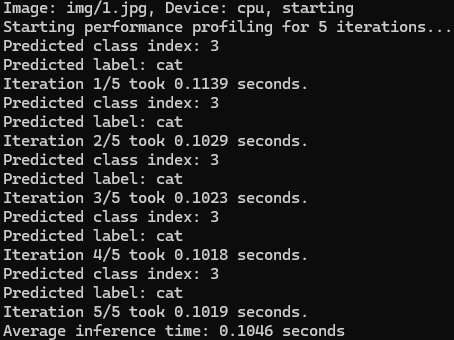 Image: img/1.jpg, Device: cpu, starting
Starting performance profiling for 5 iterations...
Predicted class index: 3
Predicted label: cat
Iteration 1/5 took 0.1139 seconds.
Predicted class index: 3
Predicted label: cat
Iteration 2/5 took 0.1029 seconds.
Predicted class index: 3
Predicted label: cat
Iteration 3/5 took 0.1023 seconds.
Predicted class index: 3
Predicted label: cat
Iteration 4/5 took 0.1018 seconds.
Predicted class index: 3
Predicted label: cat
Iteration 5/5 took 0.1019 seconds.
Average inference time: 0.1046 seconds